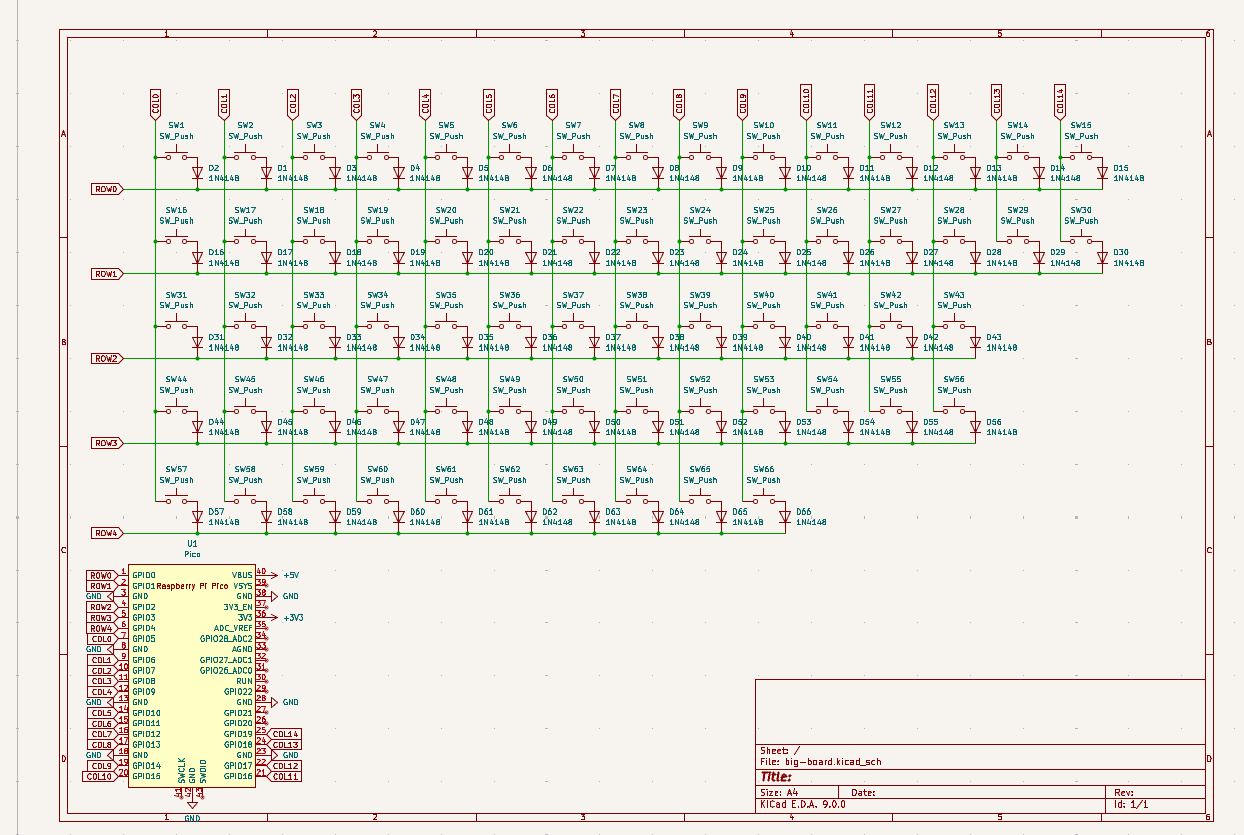 1 2 3 4 5 6
COL0 COL1 COL2 COL3 COL4 COL5 COL6 COL7 COL8 COL9 COL10 COL11 COL12 COL13 COL14
A A
SW1 SW2 SW3 SW4 SW5 SW6 SW7 SW8 SW9 SW10 SW11 SW12 SW13 SW14 SW15
SW_Push SW_Push SW_Push SW_Push SW_Push SW_Push SW_Push SW_Push SW_Push SW_Push SW_Push SW_Push SW_Push SW_Push SW_Push
D2 D1 D3 D4 D5 D6 D7 D8 D9 D10 D11 D12 D13 D14 D15
1N4148 1N4148 1N4148 1N4148 1N4148 1N4148 1N4148 1N4148 1N4148 1N4148 1N4148 1N4148 1N4148 1N4148 1N4148
ROW0
SW16 SW17 SW18 SW19 SW20 SW21 SW22 SW23 SW24 SW25 SW26 SW27 SW28 SW29 SW30
SW_Push SW_Push SW_Push SW_Push SW_Push SW_Push SW_Push SW_Push SW_Push SW_Push SW_Push SW_Push SW_Push SW_Push SW_Push
D16 D17 D18 D19 D20 D21 D22 D23 D24 D25 D26 D27 D28 D29 D30
1N4148 1N4148 1N4148 1N4148 1N4148 1N4148 1N4148 1N4148 1N4148 1N4148 1N4148 1N4148 1N4148 1N4148 1N4148
ROW1
SW31 SW32 SW33 SW34 SW35 SW36 SW37 SW38 SW39 SW40 SW41 SW42 SW43
SW_Push SW_Push SW_Push SW_Push SW_Push SW_Push SW_Push SW_Push SW_Push SW_Push SW_Push SW_Push SW_Push
B B
D31 D32 D33 D34 D35 D36 D37 D38 D39 D40 D41 D42 D43
1N4148 1N4148 1N4148 1N4148 1N4148 1N4148 1N4148 1N4148 1N4148 1N4148 1N4148 1N4148 1N4148
ROW2
SW44 SW45 SW46 SW47 SW48 SW49 SW50 SW51 SW52 SW53 SW54 SW55 SW56
SW_Push SW_Push SW_Push SW_Push SW_Push SW_Push SW_Push SW_Push SW_Push SW_Push SW_Push SW_Push SW_Push
D44 D45 D46 D47 D48 D49 D50 D51 D52 D53 D54 D55 D56
1N4148 1N4148 1N4148 1N4148 1N4148 1N4148 1N4148 1N4148 1N4148 1N4148 1N4148 1N4148 1N4148
ROW3
SW57 SW58 SW59 SW60 SW61 SW62 SW63 SW64 SW65 SW66
SW_Push SW_Push SW_Push SW_Push SW_Push SW_Push SW_Push SW_Push SW_Push SW_Push
D57 D58 D59 D60 D61 D62 D63 D64 D65 D66
1N4148 1N4148 1N4148 1N4148 1N4148 1N4148 1N4148 1N4148 1N4148 1N4148
ROW4
C C
U1
Pico
ROW0 1 GPIO0 VBUS 40 +5V
ROW1 2 GPIO1 Raspberry Pi Pico VSYS 39
GND 3 GND GND 38 GND
ROW2 4 GPIO2 3V3_EN 37
ROW3 5 GPIO3 3V3 36 +3V3
ROW4 6 GPIO4 ADC_VREF 35
COL0 7 GPIO5 GPIO28_ADC2 34
GND 8 GND AGND 33
COL1 9 GPIO6 GPIO27_ADC1 32
COL2 10 GPIO7 GPIO26_ADC0 31
COL3 11 GPIO8 RUN 30
COL4 12 GPIO9 GPIO22 29
GND 13 GND GND 28 GND
COL5 14 GPIO10 GPIO21 27
COL6 15 GPIO11 GPIO20 26
COL7 16 GPIO12 GPIO19 25 COL14
COL8 17 GPIO13 GPIO18 24 COL13
GND 18 GND GND 23 GND
COL9 19 GPIO14 GPIO17 22 COL12
COL10 20 GPIO15 GPIO16 21 COL11
SWCLK GND SWDIO
41 42 43
GND
D D
Sheet: /
File: big-board.kicad_sch
Title:
Size: A4 Date: Rev:
KiCad E.D.A. 9.0.0 Id: 1/1
1 2 3 4 5 6